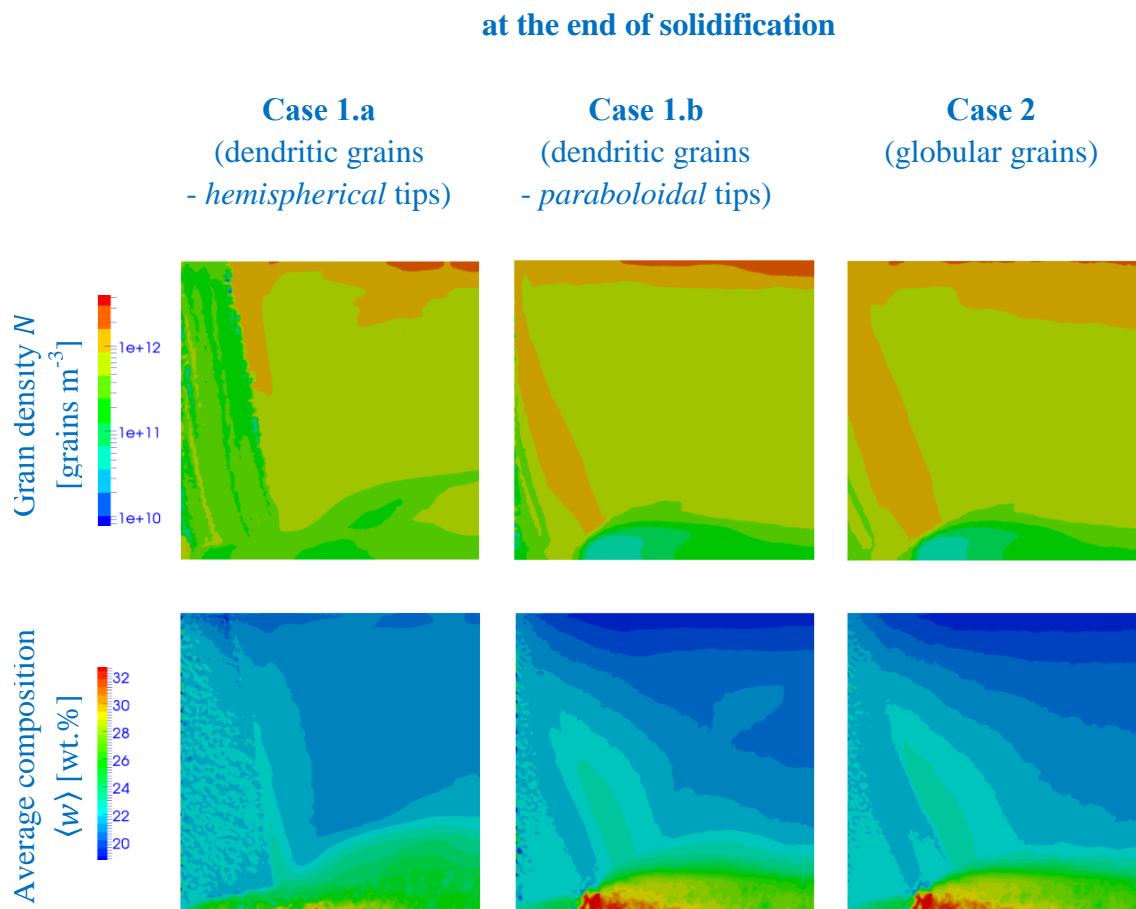 at the end of solidification
Case 1.a
(dendritic grains
- hemispherical tips)
Case 1.b
(dendritic grains
- paraboloidal tips)
Case 2
(globular grains)
Grain density N
[grains m-3]
1e+12
1e+11
1e+10
Average composition
⟨w⟩ [wt.%]
32
30
28
26
24
22
20